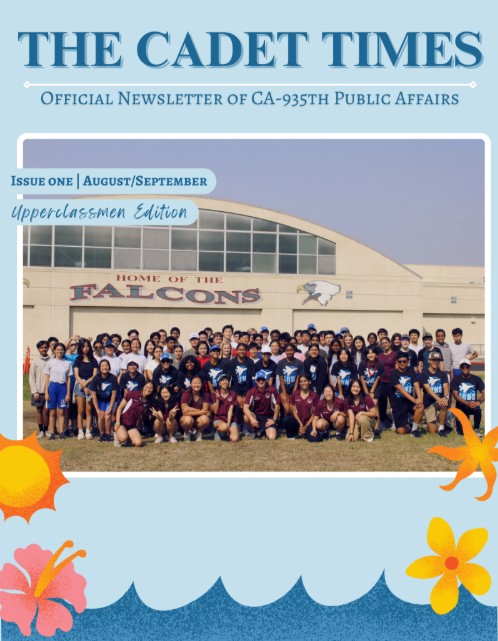 THE CADET TIMES
OFFICIAL NEWSLETTER OF CA-935TH PUBLIC AFFAIRS
ISSUE ONE | AUGUST/SEPTEMBER
Upperclassmen Edition
HOME OF THE
FALCONS